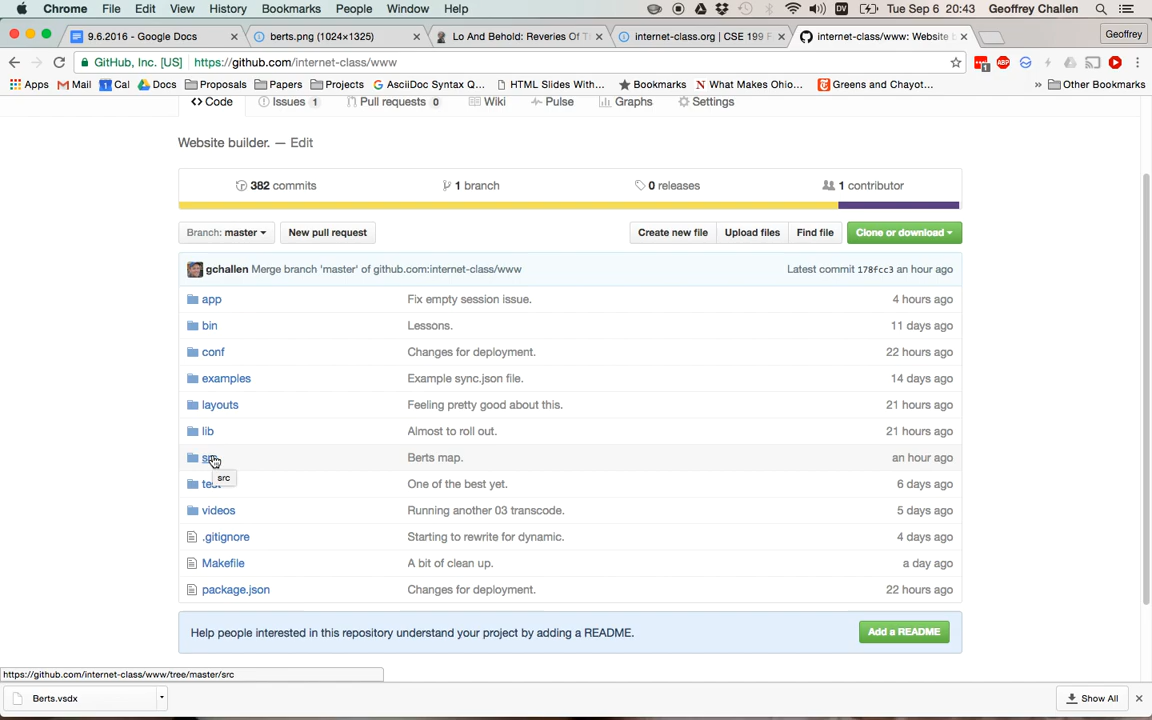 Chrome File Edit View History Bookmarks People Window Help DV Tue Sep 6 20:43 Geoffrey Challen
9.6.2016 - Google Docs berts.png (1024×1325) Lo And Behold: Reveries Of T internet-class.org | CSE 199 F internet-class/www: Website b Geoffrey
GitHub, Inc. [US] https://github.com/internet-class/www 1 ABP
Apps Mail 1 Cal Docs Proposals Papers Projects AsciiDoc Syntax Q... HTML Slides With... Bookmarks N What Makes Ohio... Greens and Chayot... » Other Bookmarks
Code Issues 1 Pull requests 0 Wiki Pulse Graphs Settings
Website builder. — Edit
382 commits 1 branch 0 releases 1 contributor
Branch: master New pull request Create new file Upload files Find file Clone or download
gchallen Merge branch 'master' of github.com:internet-class/www Latest commit 178fcc3 an hour ago
app Fix empty session issue. 4 hours ago
bin Lessons. 11 days ago
conf Changes for deployment. 22 hours ago
examples Example sync.json file. 14 days ago
layouts Feeling pretty good about this. 21 hours ago
lib Almost to roll out. 21 hours ago
src Berts map. an hour ago
src
test One of the best yet. 6 days ago
videos Running another 03 transcode. 5 days ago
.gitignore Starting to rewrite for dynamic. 4 days ago
Makefile A bit of clean up. a day ago
package.json Changes for deployment. 22 hours ago
Help people interested in this repository understand your project by adding a README. Add a README
https://github.com/internet-class/www/tree/master/src
Berts.vsdx Show All